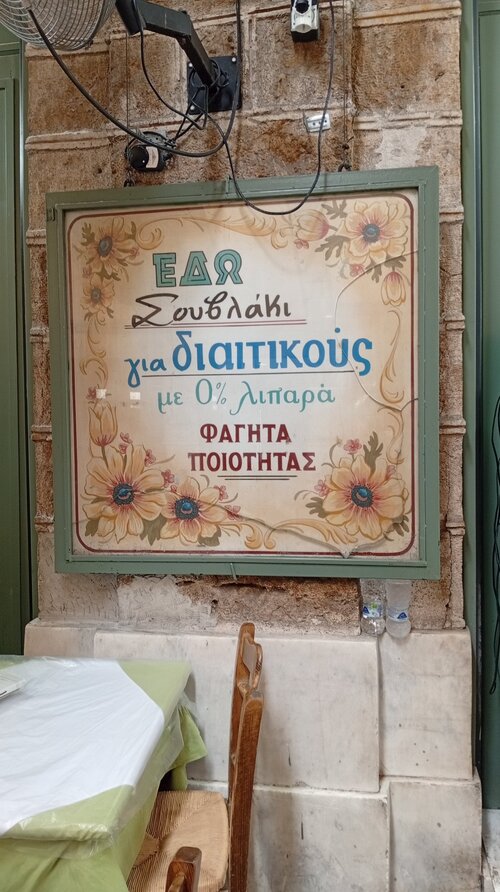 ΕΔΩ
Σουβλάκι
για διαιτικούς
με 0% λιπαρά
ΦΑΓΗΤΑ
ΠΟΙΟΤΗΤΑΣ